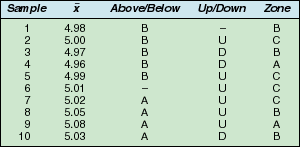 Sample x̄ Above/Below Up/Down Zone
1 4.98 B – B
2 5.00 B U C
3 4.97 B D B
4 4.96 B D A
5 4.99 B U C
6 5.01 – U C
7 5.02 A U C
8 5.05 A U B
9 5.08 A U A
10 5.03 A D B